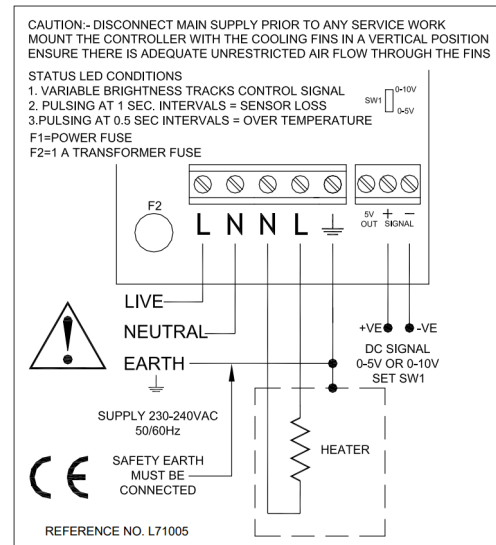 CAUTION:- DISCONNECT MAIN SUPPLY PRIOR TO ANY SERVICE WORK
MOUNT THE CONTROLLER WITH THE COOLING FINS IN A VERTICAL POSITION
ENSURE THERE IS ADEQUATE UNRESTRICTED AIR FLOW THROUGH THE FINS
STATUS LED CONDITIONS
1. VARIABLE BRIGHTNESS TRACKS CONTROL SIGNAL
2. PULSING AT 1 SEC. INTERVALS = SENSOR LOSS
3.PULSING AT 0.5 SEC INTERVALS = OVER TEMPERATURE
F1=POWER FUSE
F2=1 A TRANSFORMER FUSE
SW1
0-10V
0-5V
F2
L N N L
5V OUT
+ −
SIGNAL
LIVE
NEUTRAL
EARTH
+VE
-VE
DC SIGNAL
0-5V OR 0-10V
SET SW1
SUPPLY 230-240VAC
50/60Hz
SAFETY EARTH
MUST BE
CONNECTED
HEATER
CE
REFERENCE NO. L71005